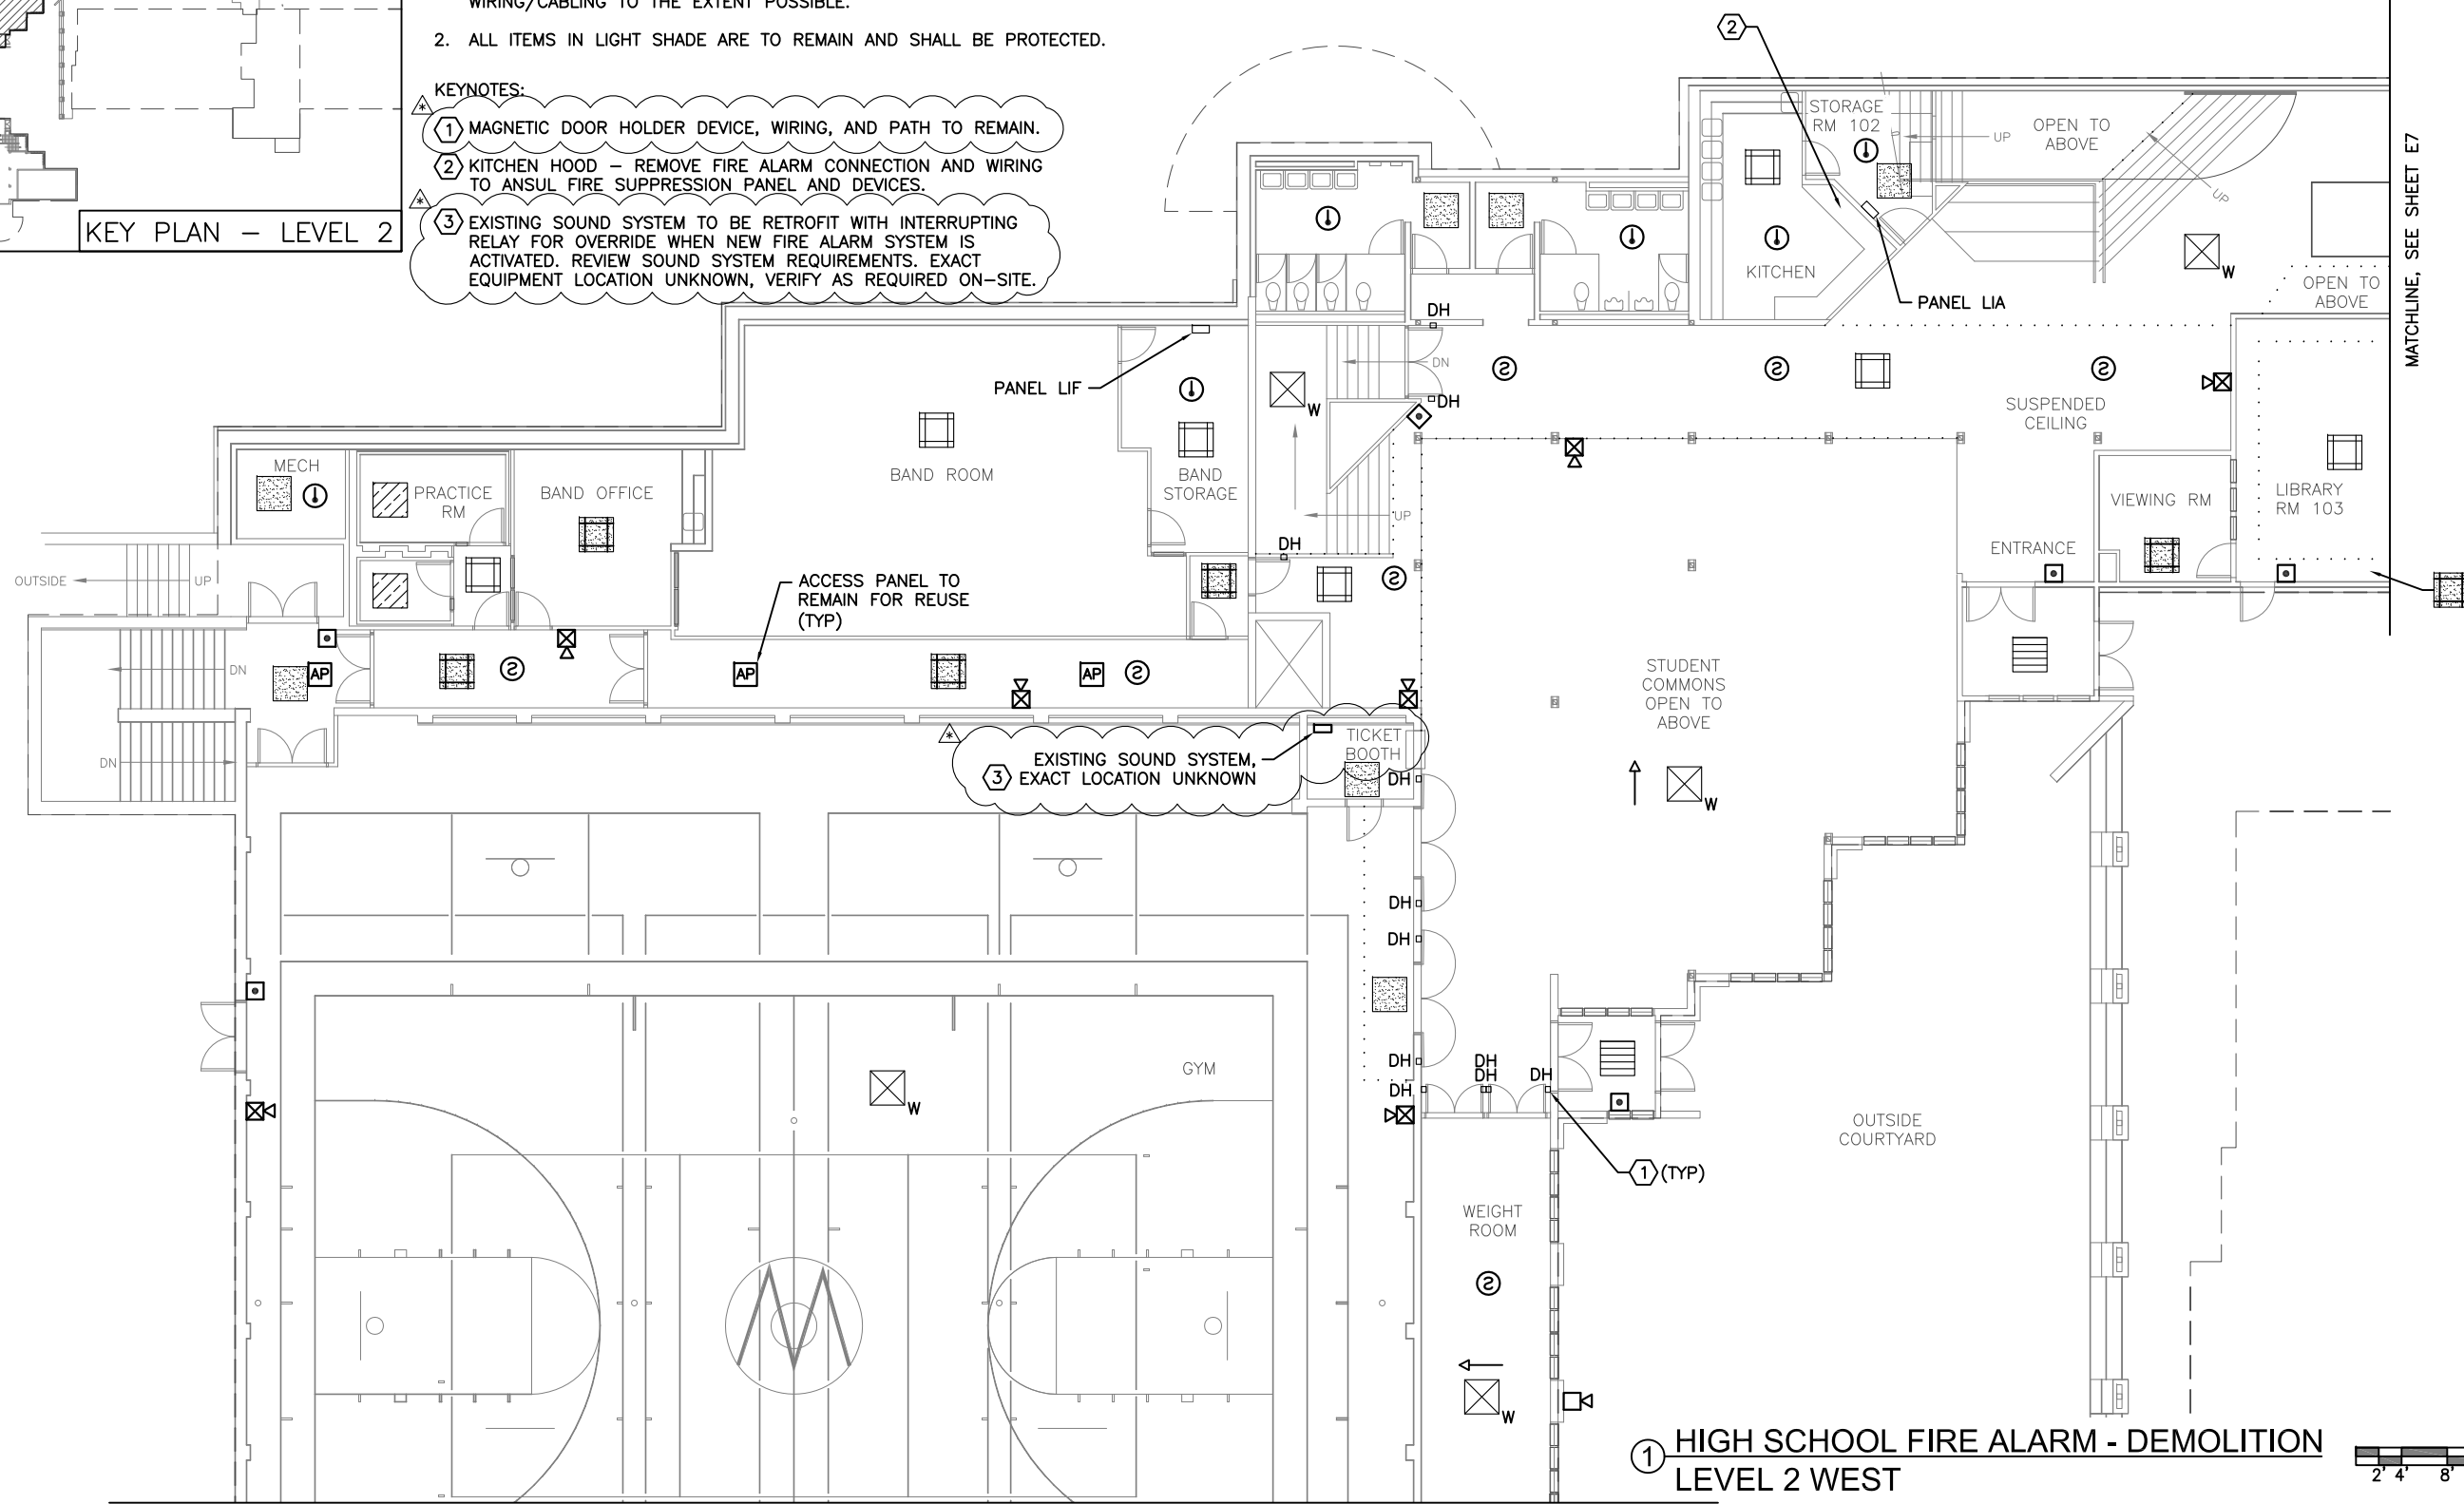 WIRING/CABLING TO THE EXTENT POSSIBLE.
2. ALL ITEMS IN LIGHT SHADE ARE TO REMAIN AND SHALL BE PROTECTED.
KEYNOTES:
*
1 MAGNETIC DOOR HOLDER DEVICE, WIRING, AND PATH TO REMAIN.
2 KITCHEN HOOD – REMOVE FIRE ALARM CONNECTION AND WIRING
TO ANSUL FIRE SUPPRESSION PANEL AND DEVICES.
*
3 EXISTING SOUND SYSTEM TO BE RETROFIT WITH INTERRUPTING
RELAY FOR OVERRIDE WHEN NEW FIRE ALARM SYSTEM IS
ACTIVATED. REVIEW SOUND SYSTEM REQUIREMENTS. EXACT
EQUIPMENT LOCATION UNKNOWN, VERIFY AS REQUIRED ON–SITE.
KEY PLAN – LEVEL 2
2
STORAGE
RM 102
UP
OPEN TO
ABOVE
UP
MATCHLINE, SEE SHEET E7
KITCHEN
W
OPEN TO
ABOVE
PANEL LIA
DH
DN
S
S
S
PANEL LIF
W
DH
SUSPENDED
CEILING
MECH
PRACTICE
RM
BAND OFFICE
BAND ROOM
BAND
STORAGE
VIEWING RM
LIBRARY
RM 103
UP
DH
ENTRANCE
OUTSIDE
UP
ACCESS PANEL TO
REMAIN FOR REUSE
(TYP)
S
DN
AP
S
AP
AP
S
STUDENT
COMMONS
OPEN TO
ABOVE
*
TICKET
BOOTH
EXISTING SOUND SYSTEM,
3 EXACT LOCATION UNKNOWN
DN
DH
W
DH
DH
GYM
DH
DH
DH
DH
DH
W
OUTSIDE
COURTYARD
1 (TYP)
WEIGHT
ROOM
S
W
1 HIGH SCHOOL FIRE ALARM - DEMOLITION
LEVEL 2 WEST
2' 4' 8'